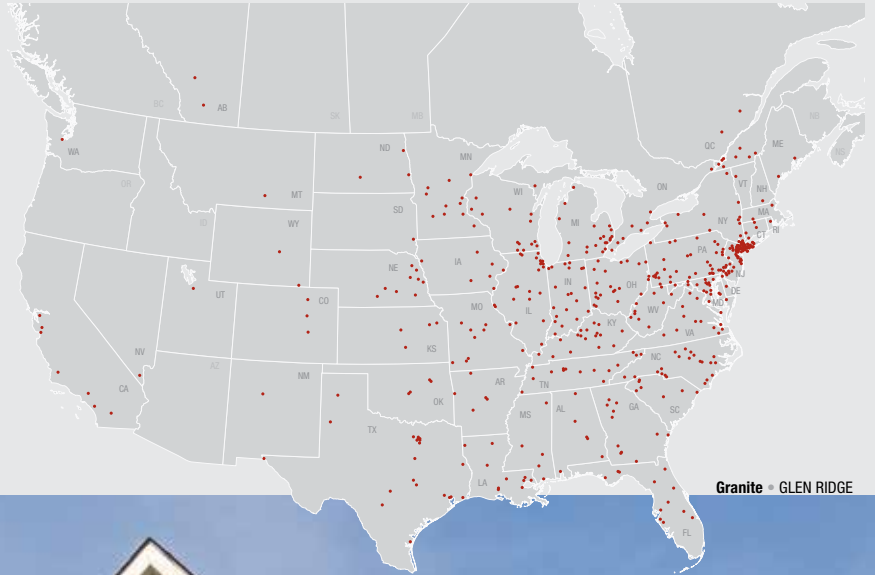 BC
AB
SK
MB
WA
ND
MN
QC
ME
NB
NS
OR
MT
WI
ON
VT
NH
ID
WY
SD
MI
NY
MA
CT
RI
NE
IA
PA
NJ
UT
CO
IL
IN
OH
DE
MD
MO
KY
WV
VA
NV
AZ
NM
KS
CA
OK
AR
TN
NC
TX
MS
AL
GA
SC
LA
FL
Granite • GLEN RIDGE